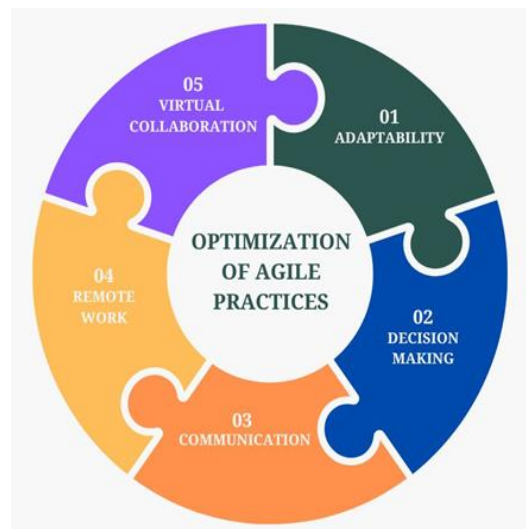 OPTIMIZATION
OF AGILE
PRACTICES
01
ADAPTABILITY
02
DECISION
MAKING
03
COMMUNICATION
04
REMOTE
WORK
05
VIRTUAL
COLLABORATION